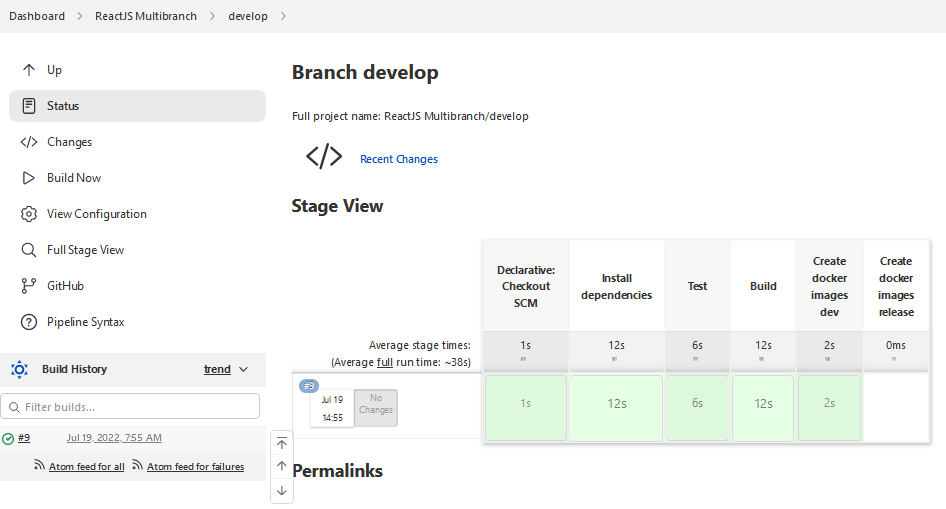 Dashboard > ReactJS Multibranch > develop >
Up
Status
Changes
Build Now
View Configuration
Full Stage View
GitHub
Pipeline Syntax
Build History trend
Filter builds...
#9 Jul 19, 2022, 7:55 AM
Atom feed for all Atom feed for failures
Branch develop
Full project name: ReactJS Multibranch/develop
Recent Changes
Stage View
Declarative:
Checkout
SCM
Install
dependencies
Test
Build
Create
docker
images
dev
Create
docker
images
release
Average stage times:
(Average full run time: ~38s)
1s 12s 6s 12s 2s 0ms
#9
Jul 19
14:55
No
Changes
1s 12s 6s 12s 2s
Permalinks